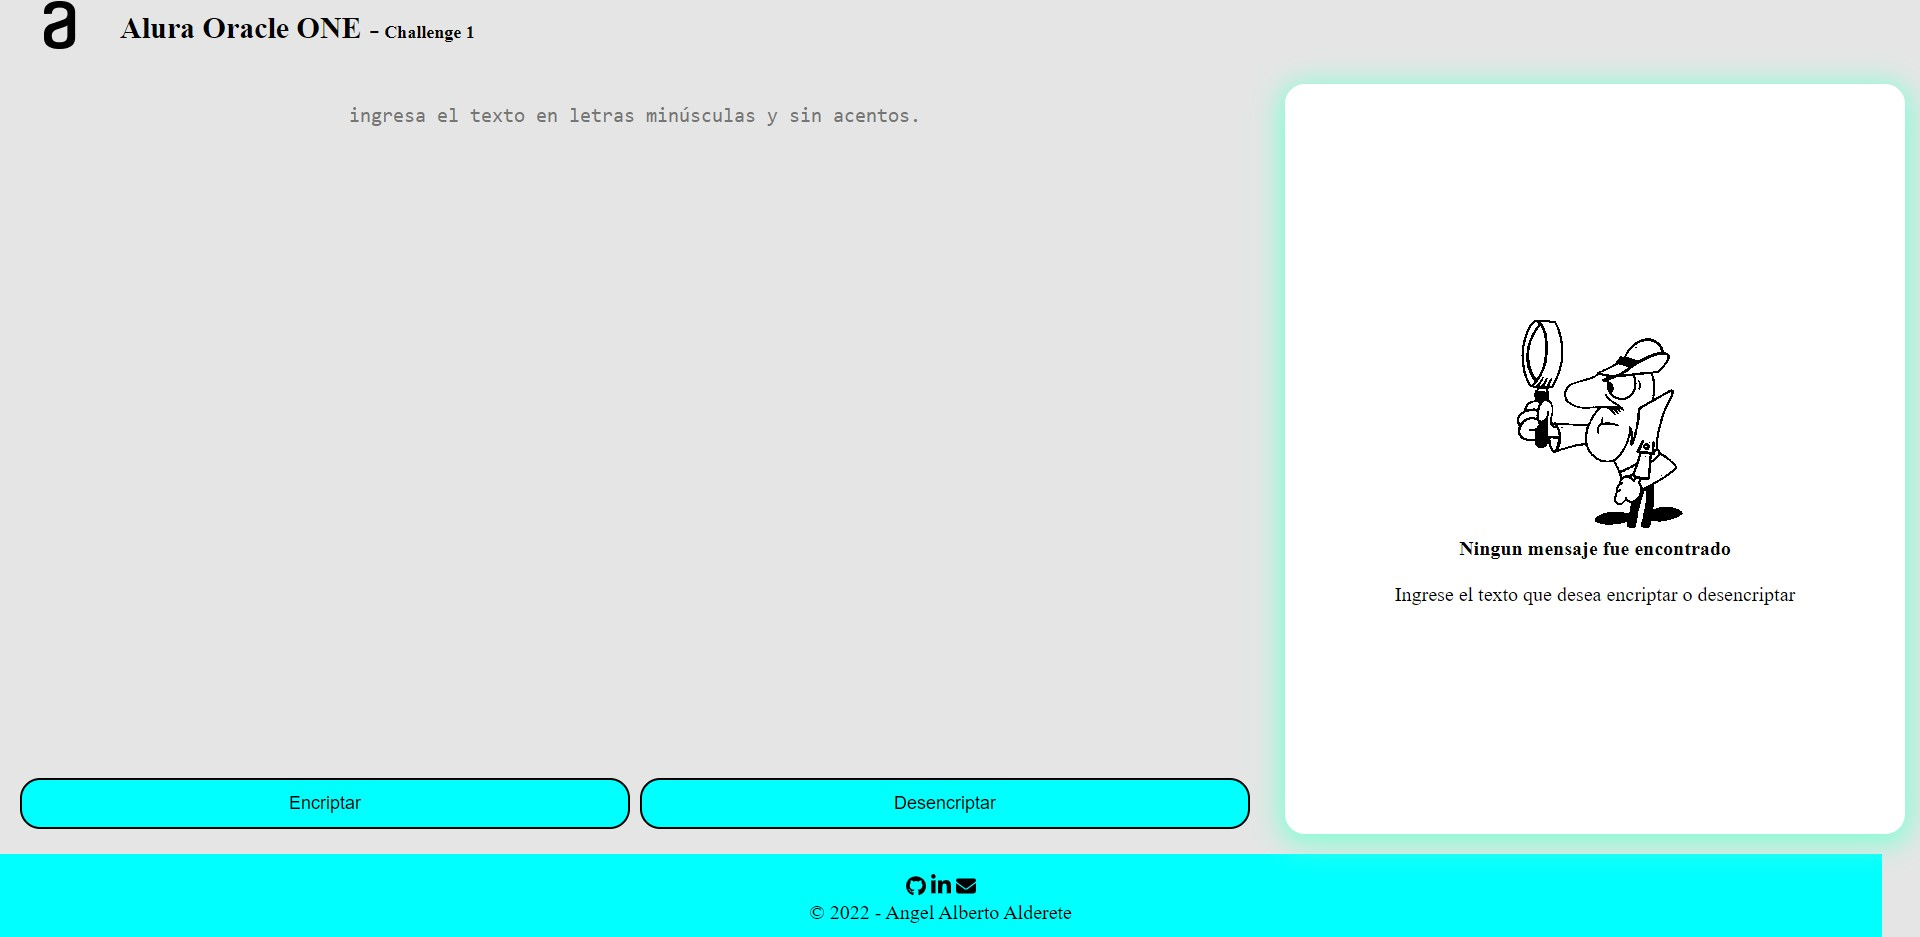 a
Alura Oracle ONE - Challenge 1
ingresa el texto en letras minúsculas y sin acentos.
Ningun mensaje fue encontrado
Ingrese el texto que desea encriptar o desencriptar
Encriptar
Desencriptar
in
© 2022 - Angel Alberto Alderete